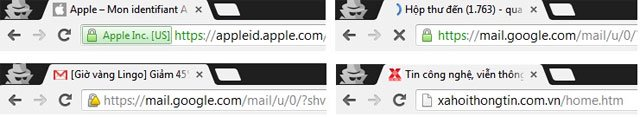 Apple – Mon identifiant A
Apple Inc. [US] https://appleid.apple.com/
Hộp thư đến (1.763) - qua
https://mail.google.com/mail/u/0/
[Giờ vàng Lingo] Giảm 45%
https://mail.google.com/mail/u/0/?shv
Tin công nghệ, viễn thông
xahoithongtin.com.vn/home.htm